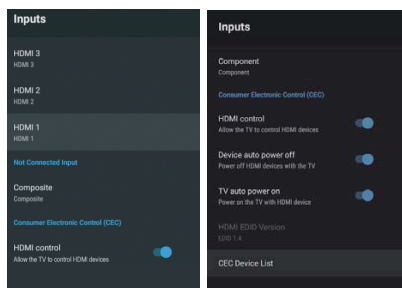 Inputs
HDMI 3
HDMI 3
HDMI 2
HDMI 2
HDMI 1
HDMI 1
Not Connected Input
Composite
Composite
Consumer Electronic Control (CEC)
HDMI control
Allow the TV to control HDMI devices
Inputs
Component
Component
Consumer Electronic Control (CEC)
HDMI control
Allow the TV to control HDMI devices
Device auto power off
Power off HDMI devices with the TV
TV auto power on
Power on the TV with HDMI device
HDMI EDID Version
EDID 1.4
CEC Device List